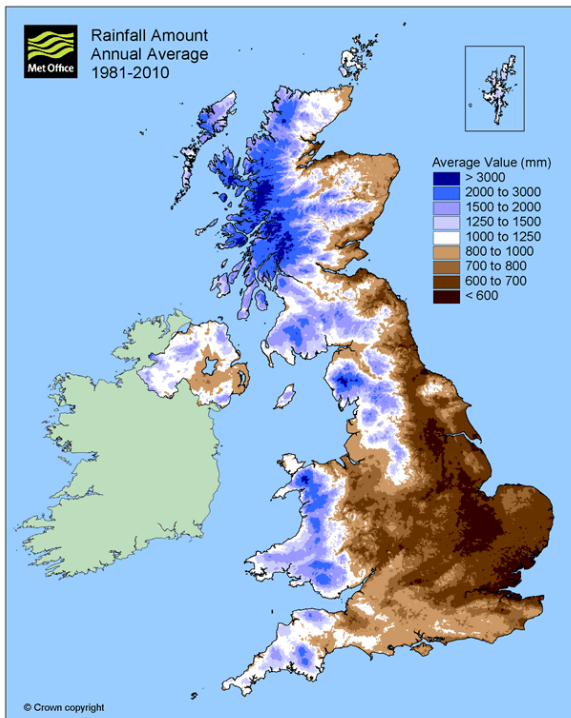 Rainfall Amount
Annual Average
1981-2010
Met Office
Average Value (mm)
> 3000
2000 to 3000
1500 to 2000
1250 to 1500
1000 to 1250
800 to 1000
700 to 800
600 to 700
< 600
© Crown copyright